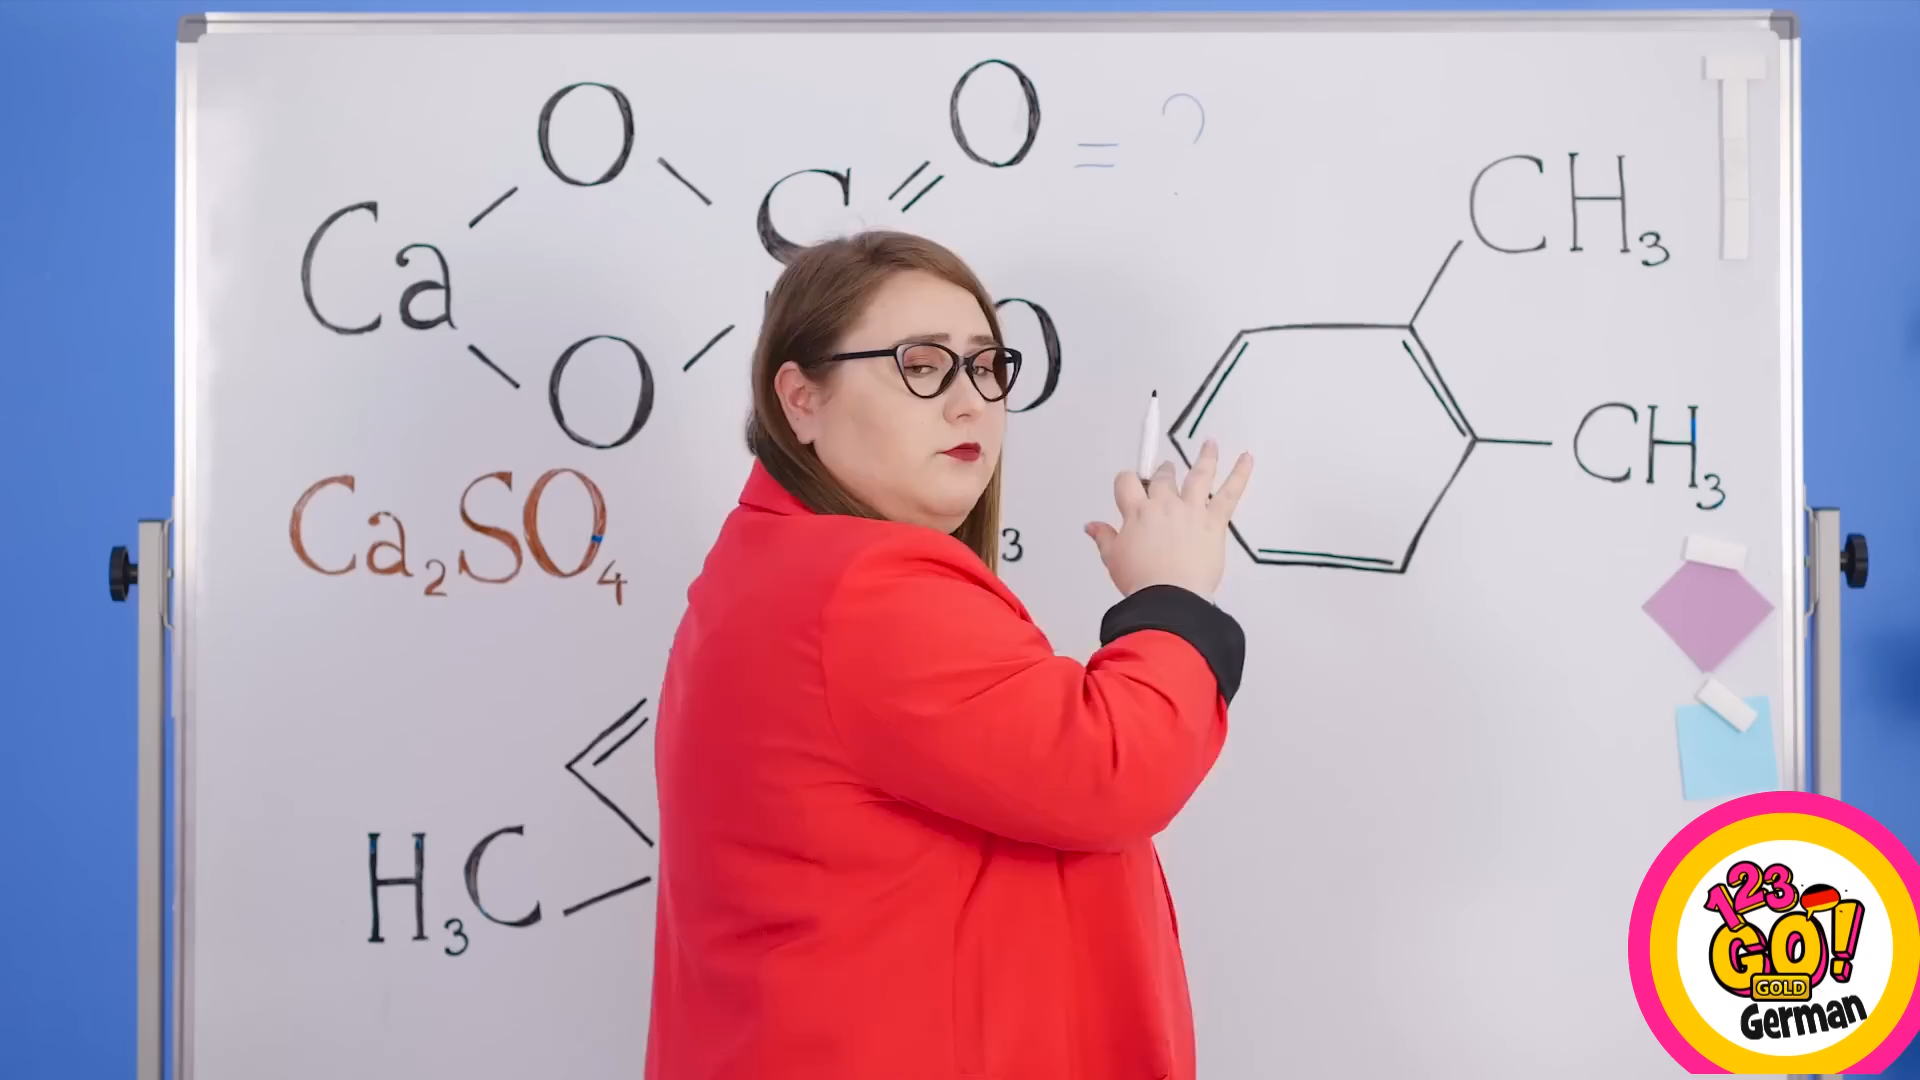 O O = ?
Ca C
O O
CH₃
CH₃
Ca₂SO₄
3
H₃C
123
GO!
GOLD
German